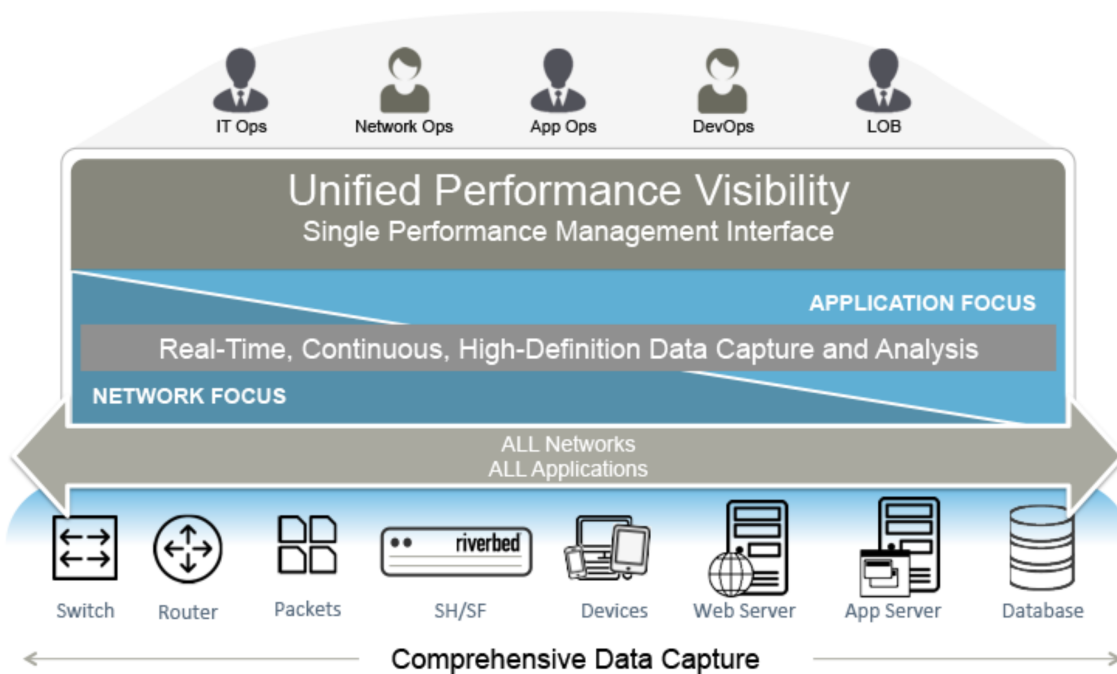 IT Ops
Network Ops
App Ops
DevOps
LOB
Unified Performance Visibility
Single Performance Management Interface
APPLICATION FOCUS
Real-Time, Continuous, High-Definition Data Capture and Analysis
NETWORK FOCUS
ALL Networks
ALL Applications
riverbed
Switch
Router
Packets
SH/SF
Devices
Web Server
App Server
Database
Comprehensive Data Capture